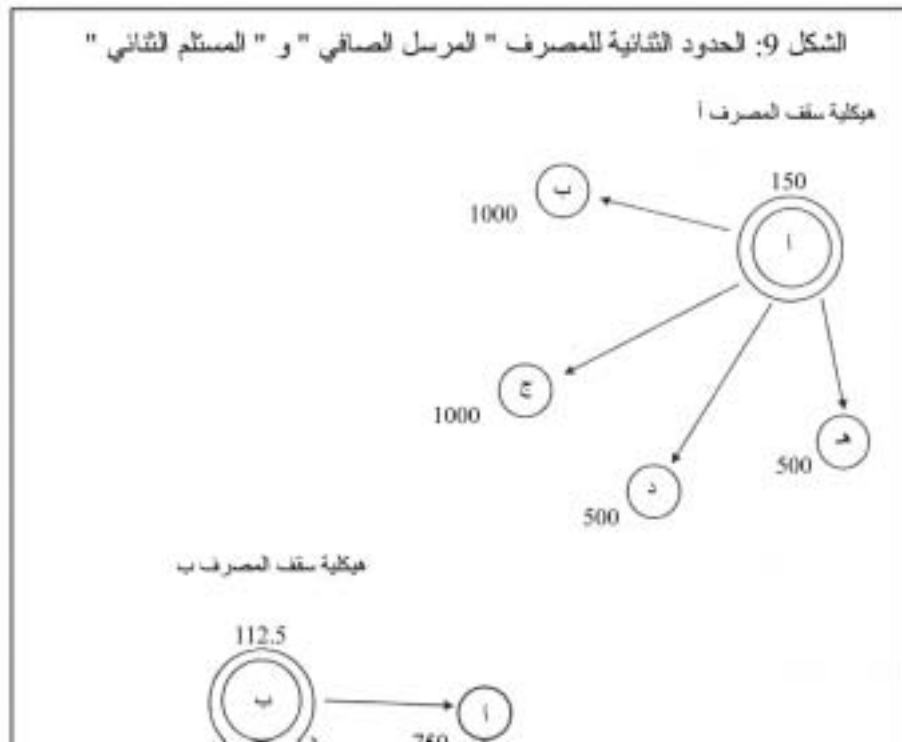 الشكل 9: الحدود الثنائية للمصرف " المرسل الصافي " و " المستلم الثنائي "
هيكلية سقف المصرف أ
150
أ
ب
1000
ج
1000
د
500
هـ
500
هيكلية سقف المصرف ب
112.5
ب
أ
750